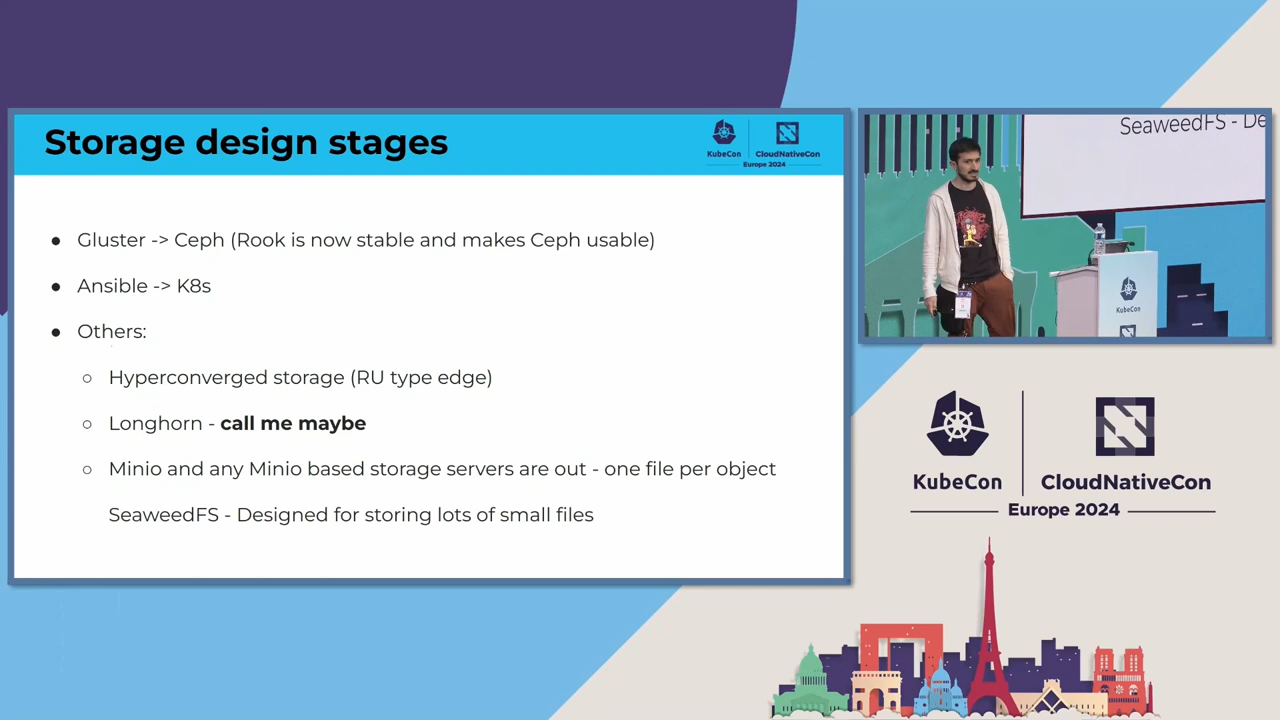 Storage design stages
KubeCon
CloudNativeCon
Europe 2024
Gluster -> Ceph (Rook is now stable and makes Ceph usable)
Ansible -> K8s
Others:
Hyperconverged storage (RU type edge)
Longhorn - call me maybe
Minio and any Minio based storage servers are out - one file per object
SeaweedFS - Designed for storing lots of small files
SeaweedFS - De
KubeCon
KubeCon
CloudNativeCon
Europe 2024